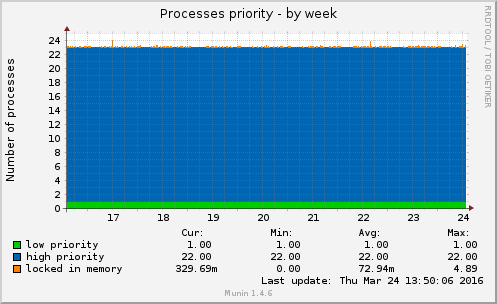 Processes priority - by week
RRDTOOL / TOBI OETIKER
Number of processes
24
22
20
18
16
14
12
10
8
6
4
2
0
17 18 19 20 21 22 23 24
Cur: Min: Avg: Max:
low priority 1.00 1.00 1.00 1.00
high priority 22.00 22.00 22.00 22.00
locked in memory 329.69m 0.00 72.94m 4.89
Last update: Thu Mar 24 13:50:06 2016
Munin 1.4.6